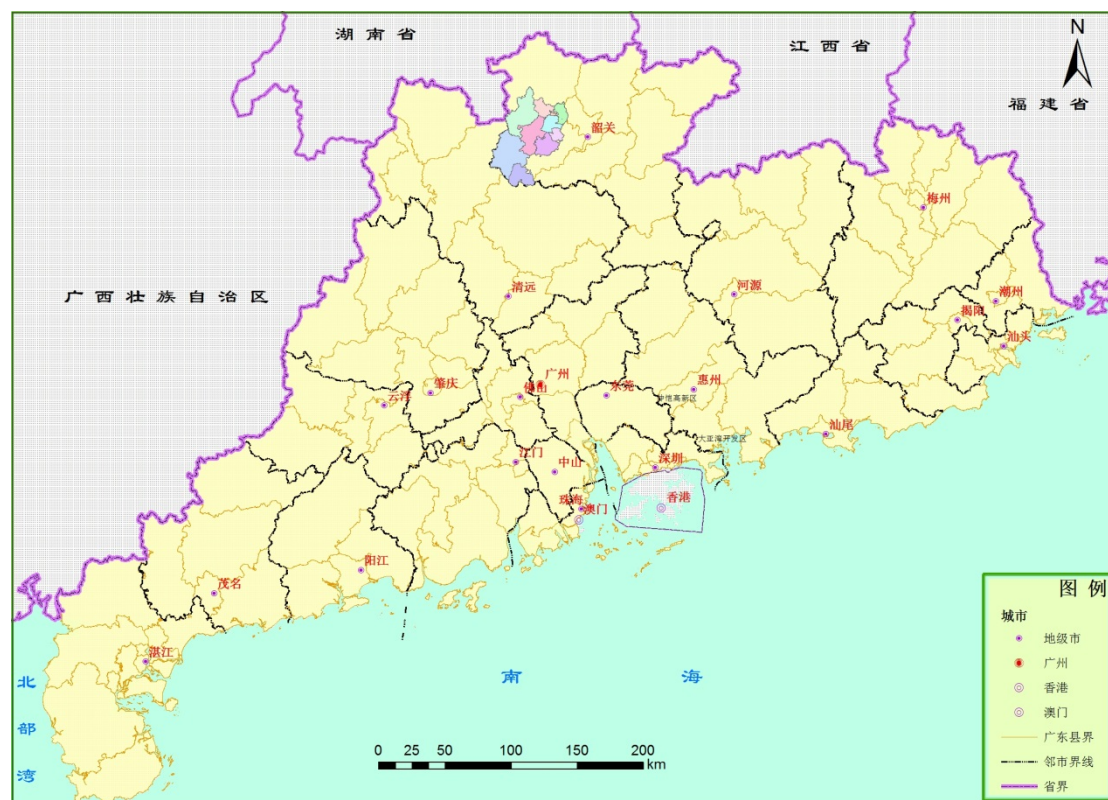 湖南省
江西省
N
福建省
韶关
梅州
广西壮族自治区
清远
河源
潮州
揭阳
汕头
广州
肇庆
佛山
东莞
惠州
云浮
仲恺高新区
汕尾
大亚湾开发区
江门
中山
深圳
香港
珠海
澳门
阳江
茂名
湛江
南海
北部湾
0 25 50 100 150 200
km
图例
城市
地级市
广州
香港
澳门
广东县界
邻市界线
省界